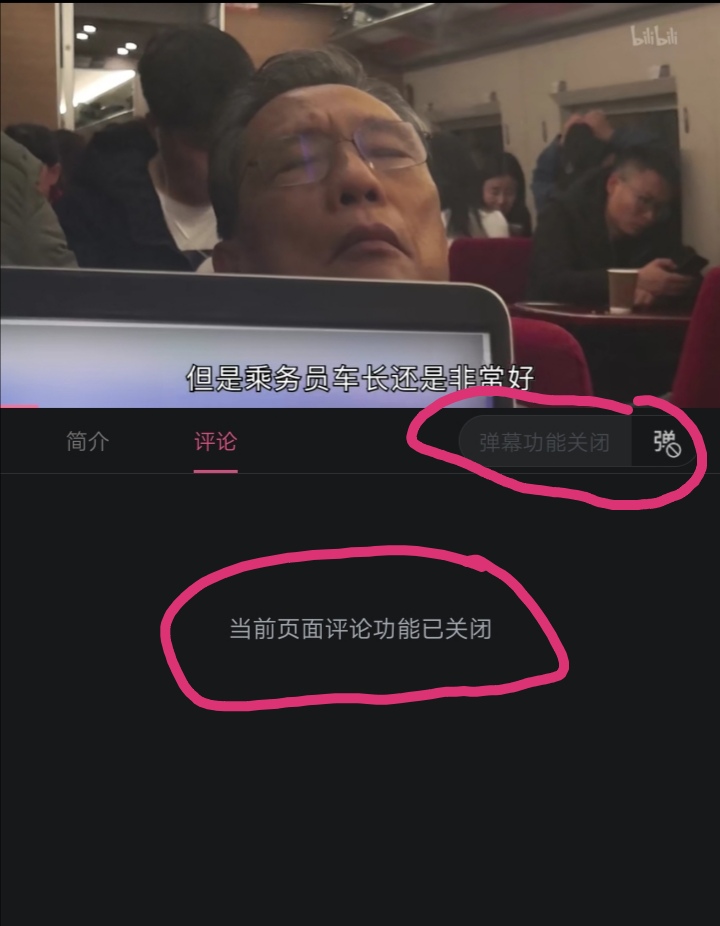 bilibili
但是乘务员车长还是非常好
简介
评论
弹幕功能关闭
弹
当前页面评论功能已关闭